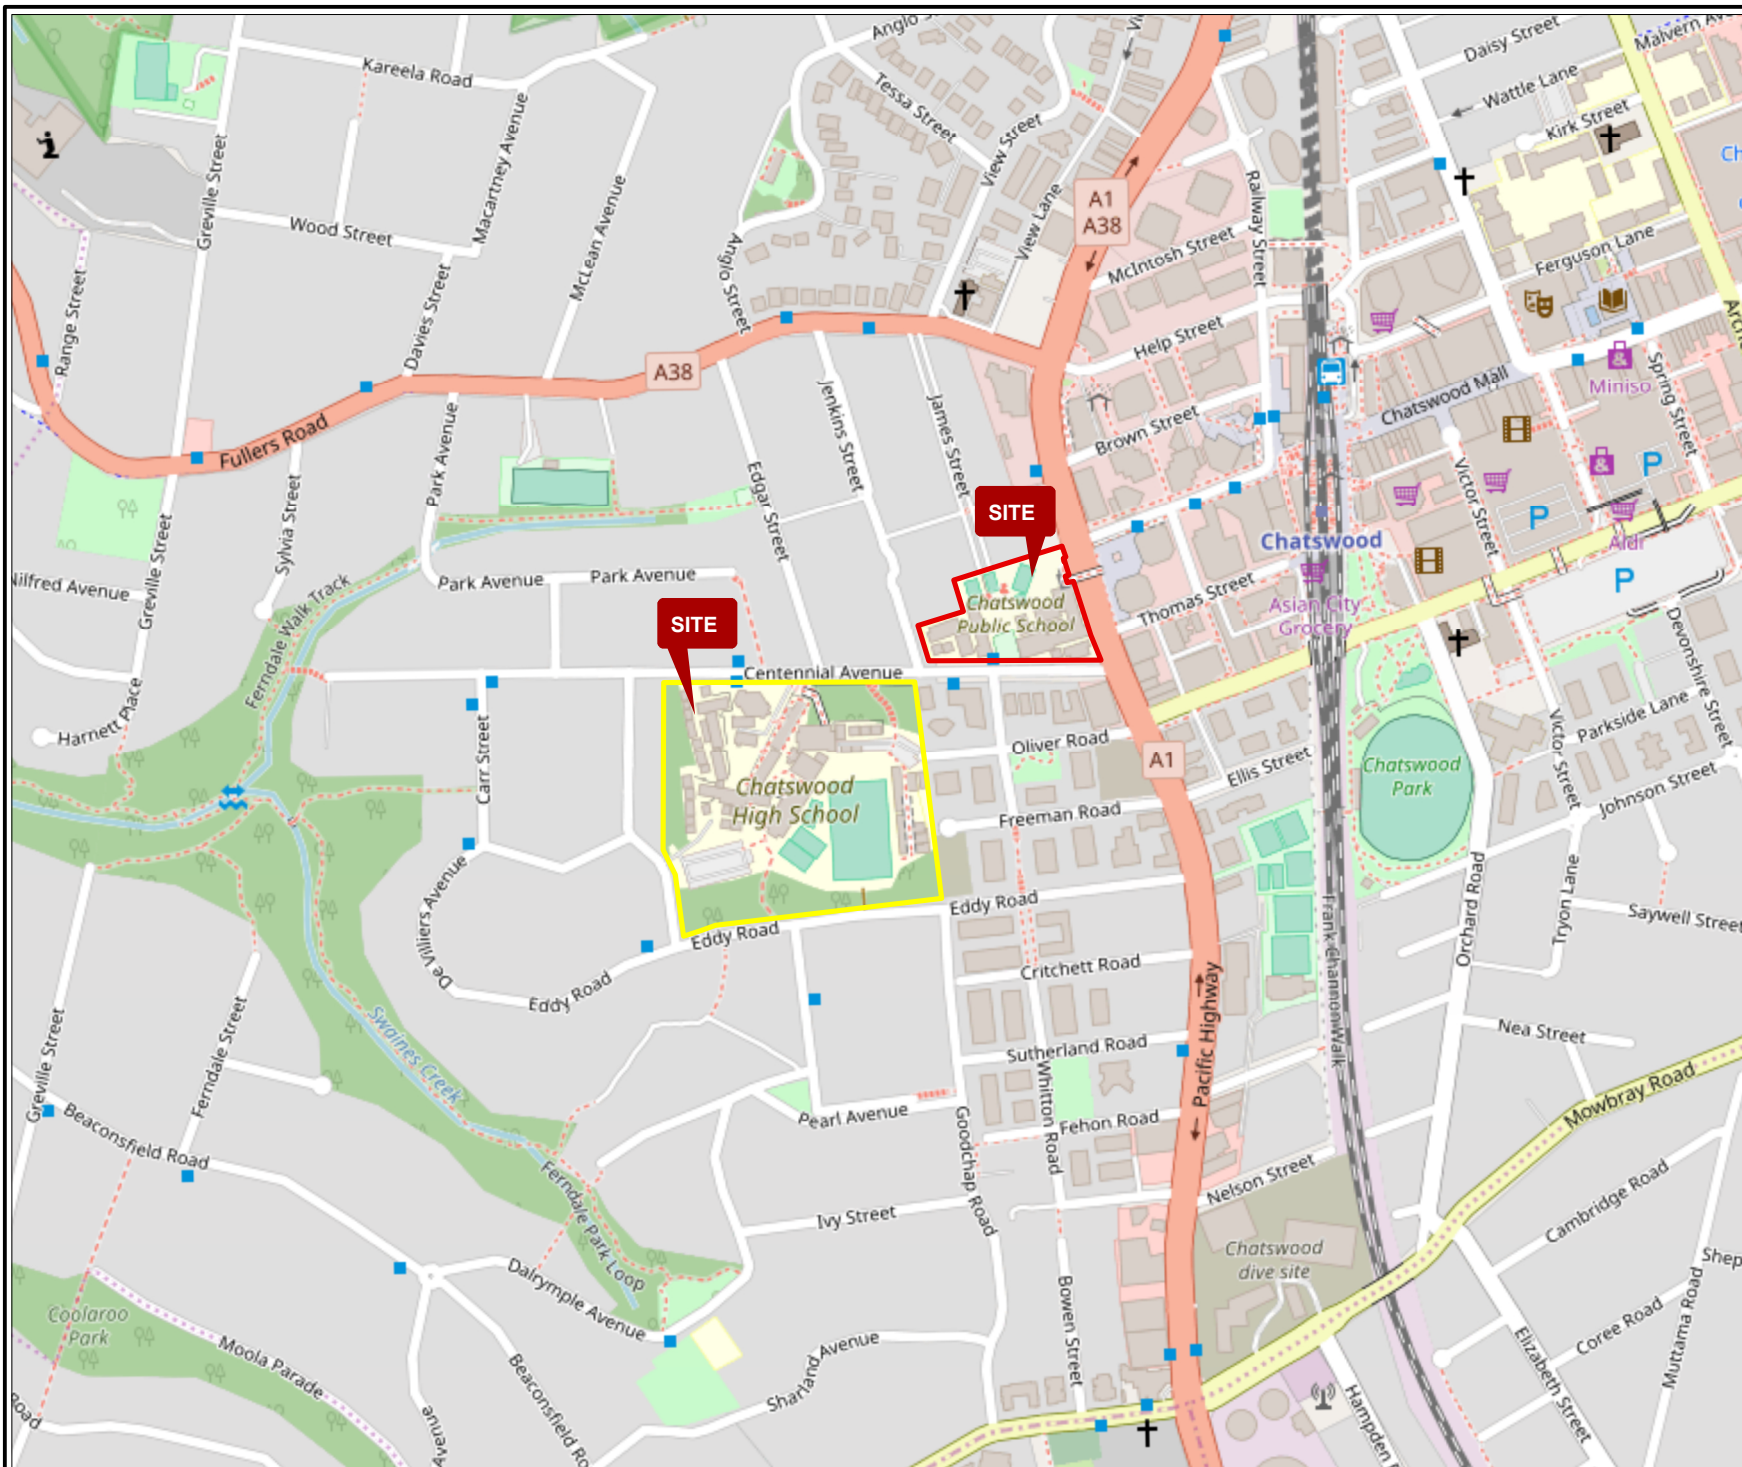 Anglo
Daisy Street
Malvern
Kareela Road
Tessa Street
Wattle Lane
Kirk Street
View Street
Macartney Avenue
Greville Street
McLean Avenue
Wood Street
View Lane
A1
A38
Railway Street
McIntosh Street
Ferguson Lane
Anglo Street
Range Street
Davies Street
Help Street
A38
Chatswood Mall
Miniso
Spring Street
Jenkins Street
James Street
Brown Street
Fullers Road
Park Avenue
Edgar Street
Victor Street
P
P
SITE
Sylvia Street
Greville Street
Chatswood
Aldi
P
Park Avenue
Park Avenue
Ferndale Walk Track
Chatswood
Public School
Thomas Street
Asian City
Grocery
SITE
Devonshire Street
Centennial Avenue
Harnett Place
Carr Street
Oliver Road
A1
Ellis Street
Victor Street
Parkside Lane
Chatswood
Park
Johnson Street
Chatswood
High School
Freeman Road
De Villiers Avenue
Eddy Road
Eddy Road
Eddy Road
Orchard Road
Tryon Lane
Saywell Street
Frank Channon Walk
Critchett Road
Pacific Highway
Swaines Creek
Nea Street
Greville Street
Ferndale Street
Sutherland Road
Whitton Road
Mowbray Road
Beaconsfield Road
Pearl Avenue
Goodchap Road
Fehon Road
Nelson Street
Cambridge Road
Ferndale Park Loop
Ivy Street
Chatswood
dive site
Dalrymple Avenue
Bowen Street
Coolaroo
Park
Moola Parade
Beaconsfield
Sharland Avenue
Elizabeth Street
Coree Road
Muttama Road
Hampden
Avenue
Road